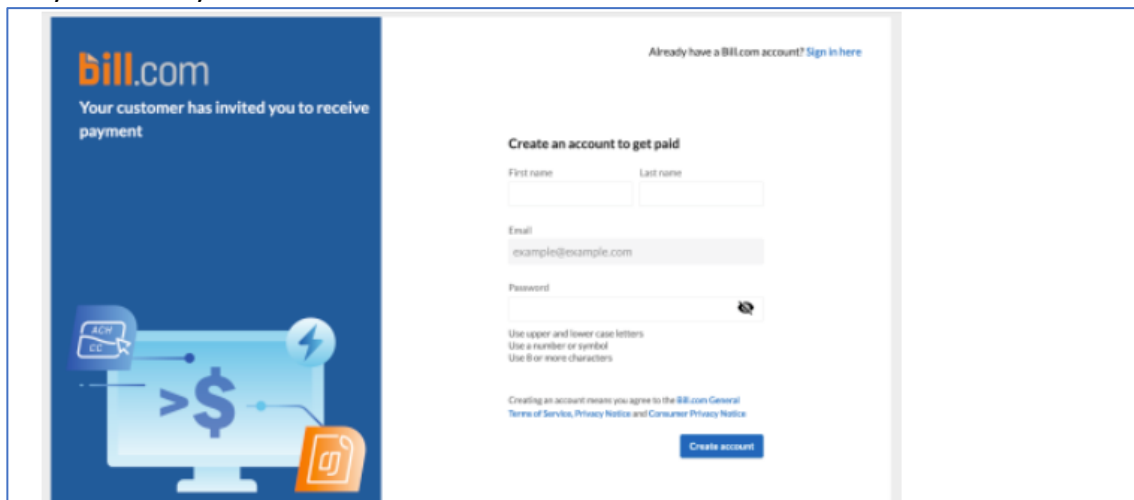 bill.com
Your customer has invited you to receive
payment
Already have a Bill.com account? Sign in here
Create an account to get paid
First name Last name
Email
example@example.com
Password
Use upper and lower case letters
Use a number or symbol
Use 8 or more characters
Creating an account means you agree to the Bill.com General
Terms of Service, Privacy Notice and Consumer Privacy Notice
Create account
ACH
CC
>$